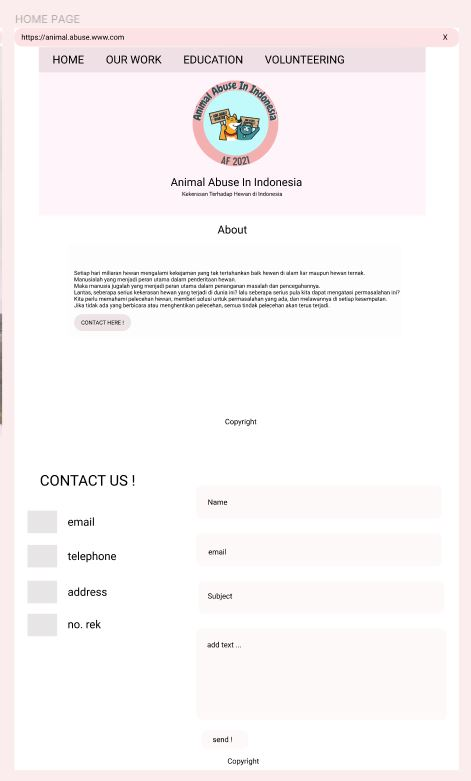 HOME PAGE
https://animal.abuse.www.com X
HOME OUR WORK EDUCATION VOLUNTEERING
Animal Abuse In Indonesia
AF 2021
Animal Abuse In Indonesia
Kekerasan Terhadap Hewan di Indonesia
About
Setiap hari miliaran hewan mengalami kekejaman yang tak tertahankan baik hewan di alam liar maupun hewan ternak.
Manusialah yang menjadi peran utama dalam penderitaan hewan.
Maka manusia jugalah yang menjadi peran utama dalam penanganan masalah dan pencegahannya.
Lantas, seberapa serius kekerasan hewan yang terjadi di dunia ini? lalu seberapa serius pula kita dapat mengatasi permasalahan ini?
Kita perlu memahami pelecehan hewan, memberi solusi untuk permasalahan yang ada, dan melawannya di setiap kesempatan.
Jika tidak ada yang berbicara atau menghentikan pelecehan, semua tindak pelecehan akan terus terjadi.
CONTACT HERE !
Copyright
CONTACT US !
email
telephone
address
no. rek
Name
email
Subject
add text ...
send !
Copyright